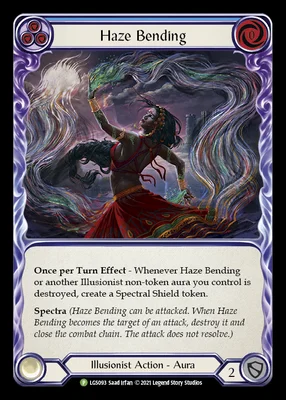 Haze Bending
Once per Turn Effect - Whenever Haze Bending
or another Illusionist non-token aura you control is
destroyed, create a Spectral Shield token.
Spectra (Haze Bending can be attacked. When Haze
Bending becomes the target of an attack, destroy it and
close the combat chain. The attack does not resolve.)
Illusionist Action - Aura
2
P LGS093 Saad Irfan © 2021 Legend Story Studios